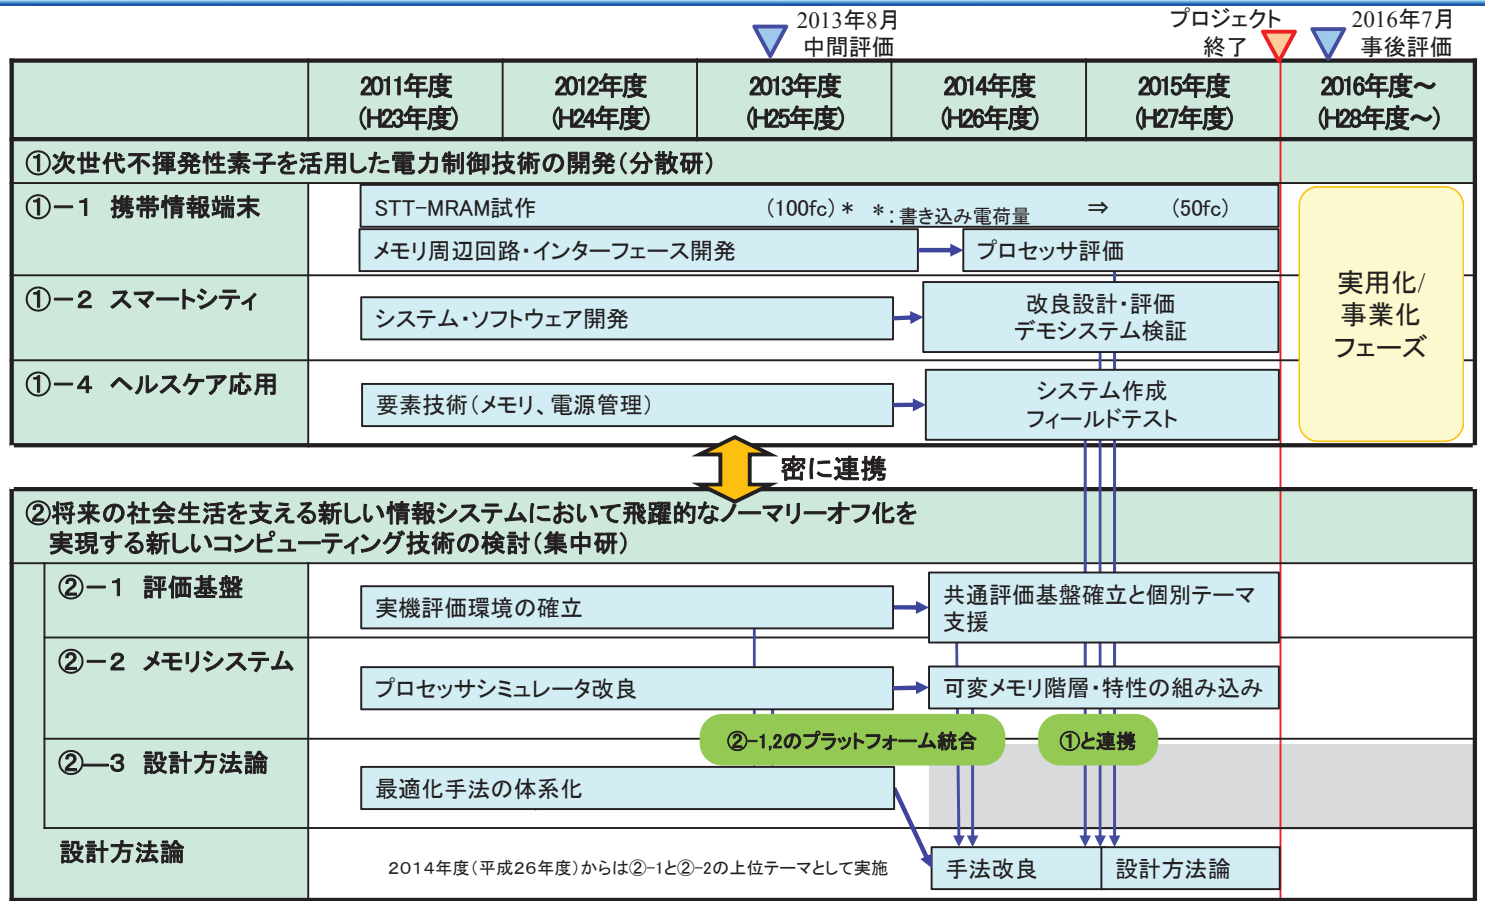 2013年8月
中間評価
プロジェクト
終了
2016年7月
事後評価
2011年度
(H23年度)
2012年度
(H24年度)
2013年度
(H25年度)
2014年度
(H26年度)
2015年度
(H27年度)
2016年度～
(H28年度～)
①次世代不揮発性素子を活用した電力制御技術の開発(分散研)
①－1 携帯情報端末
STT-MRAM試作 (100fc)* *:書き込み電荷量 ⇒ (50fc)
メモリ周辺回路・インターフェース開発
プロセッサ評価
①－2 スマートシティ
システム・ソフトウェア開発
改良設計・評価
デモシステム検証
①－4 ヘルスケア応用
要素技術(メモリ、電源管理)
システム作成
フィールドテスト
実用化/
事業化
フェーズ
密に連携
②将来の社会生活を支える新しい情報システムにおいて飛躍的なノーマリーオフ化を
実現する新しいコンピューティング技術の検討(集中研)
②－1 評価基盤
実機評価環境の確立
共通評価基盤確立と個別テーマ
支援
②－2 メモリシステム
プロセッサシミュレータ改良
可変メモリ階層・特性の組み込み
②-1,2のプラットフォーム統合
①と連携
②―3 設計方法論
最適化手法の体系化
設計方法論
2014年度(平成26年度)からは②-1と②-2の上位テーマとして実施
手法改良
設計方法論